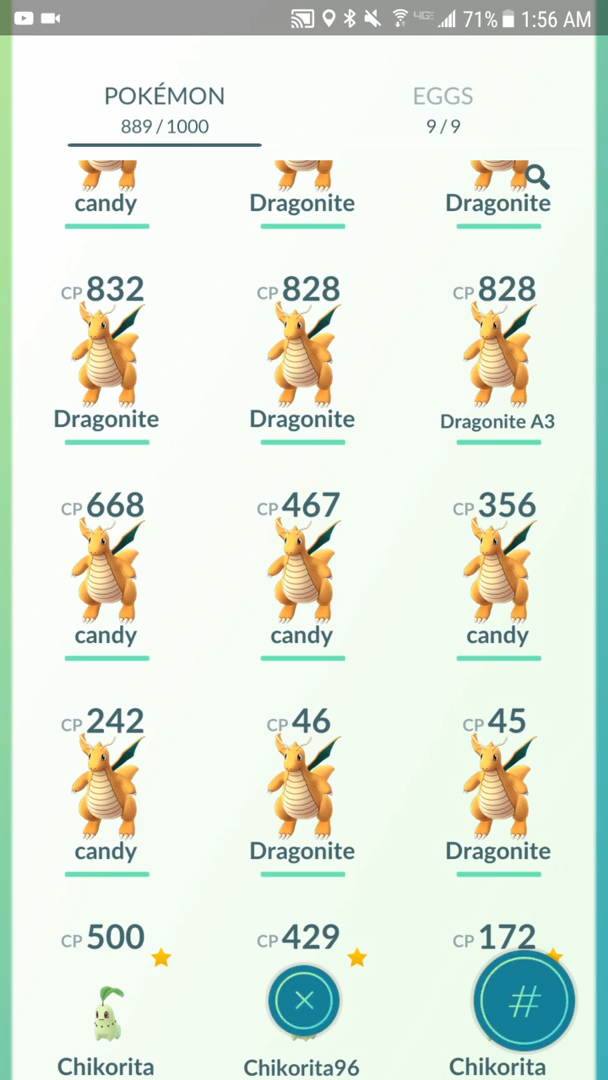 4G LTE 71% 1:56 AM
POKÉMON EGGS
889 / 1000 9 / 9
candy Dragonite Dragonite
CP 832 CP 828 CP 828
Dragonite Dragonite Dragonite A3
CP 668 CP 467 CP 356
candy candy candy
CP 242 CP 46 CP 45
candy Dragonite Dragonite
CP 500 CP 429 CP 172
#
Chikorita Chikorita96 Chikorita